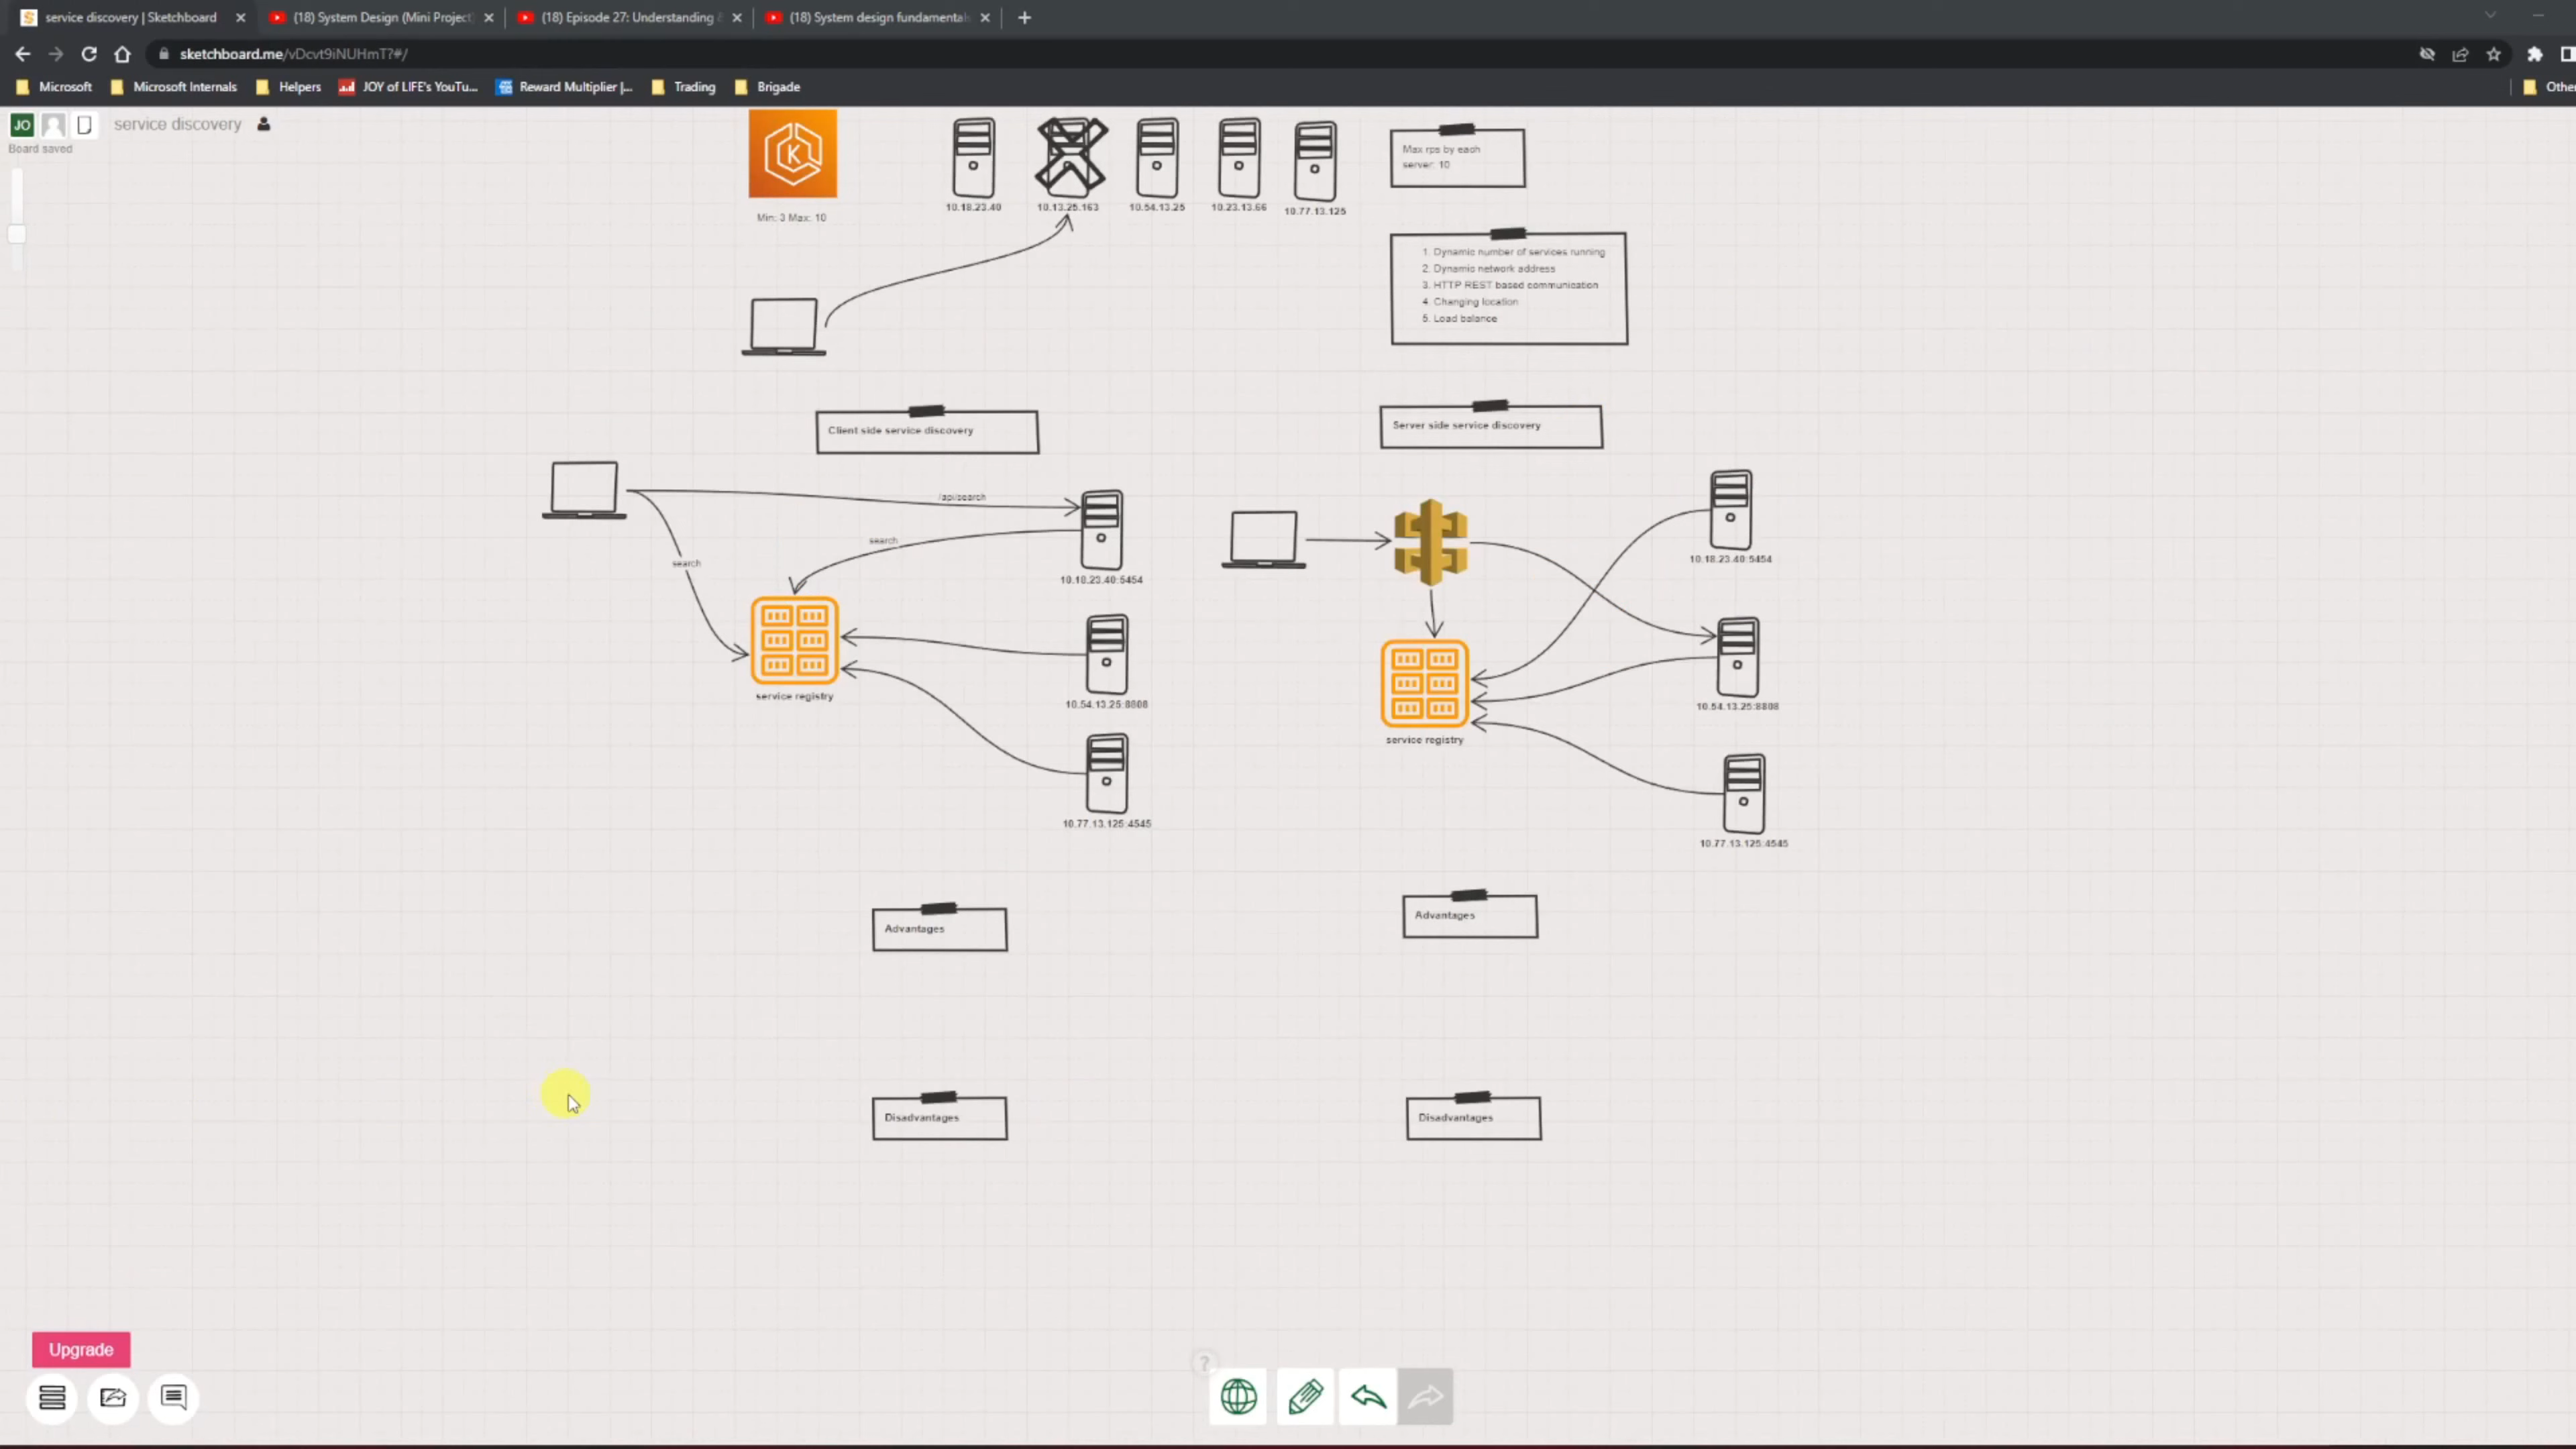 service discovery | Sketchboard
(18) System Design (Mini Project
(18) Episode 27: Understanding &
(18) System design fundamentals
sketchboard.me/vDcvt9iNUHmT?#/
Microsoft
Microsoft Internals
Helpers
JOY of LIFE's YouTu...
Reward Multiplier |...
Trading
Brigade
Other
JO
service discovery
Board saved
K
Min: 3 Max: 10
10.18.23.40
10.13.25.163
10.54.13.25
10.23.13.66
10.77.13.125
Max rps by each
server: 10
1. Dynamic number of services running
2. Dynamic network address
3. HTTP REST based communication
4. Changing location
5. Load balance
Client side service discovery
/api/search
search
search
10.18.23.40:5454
service registry
10.54.13.25:8808
10.77.13.125:4545
Server side service discovery
10.18.23.40:5454
10.54.13.25:8808
service registry
10.77.13.125:4545
Advantages
Advantages
Disadvantages
Disadvantages
Upgrade
?